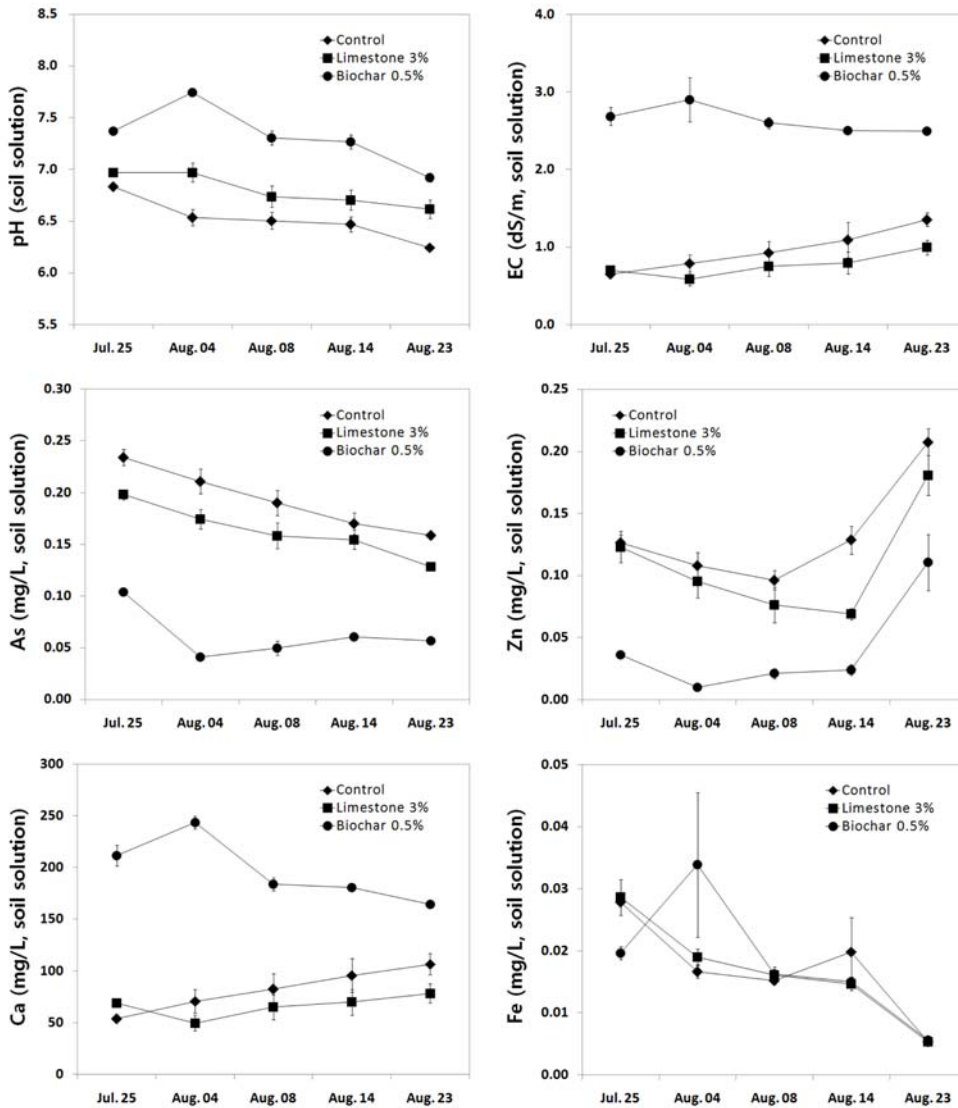 pH (soil solution)
8.5
8.0
7.5
7.0
6.5
6.0
5.5
Control
Limestone 3%
Biochar 0.5%
Jul. 25 Aug. 04 Aug. 08 Aug. 14 Aug. 23
EC (dS/m, soil solution)
4.0
3.0
2.0
1.0
0.0
Control
Limestone 3%
Biochar 0.5%
Jul. 25 Aug. 04 Aug. 08 Aug. 14 Aug. 23
As (mg/L, soil solution)
0.30
0.25
0.20
0.15
0.10
0.05
0.00
Control
Limestone 3%
Biochar 0.5%
Jul. 25 Aug. 04 Aug. 08 Aug. 14 Aug. 23
Zn (mg/L, soil solution)
0.25
0.20
0.15
0.10
0.05
0.00
Control
Limestone 3%
Biochar 0.5%
Jul. 25 Aug. 04 Aug. 08 Aug. 14 Aug. 23
Ca (mg/L, soil solution)
300
250
200
150
100
50
0
Control
Limestone 3%
Biochar 0.5%
Jul. 25 Aug. 04 Aug. 08 Aug. 14 Aug. 23
Fe (mg/L, soil solution)
0.05
0.04
0.03
0.02
0.01
0.00
Control
Limestone 3%
Biochar 0.5%
Jul. 25 Aug. 04 Aug. 08 Aug. 14 Aug. 23